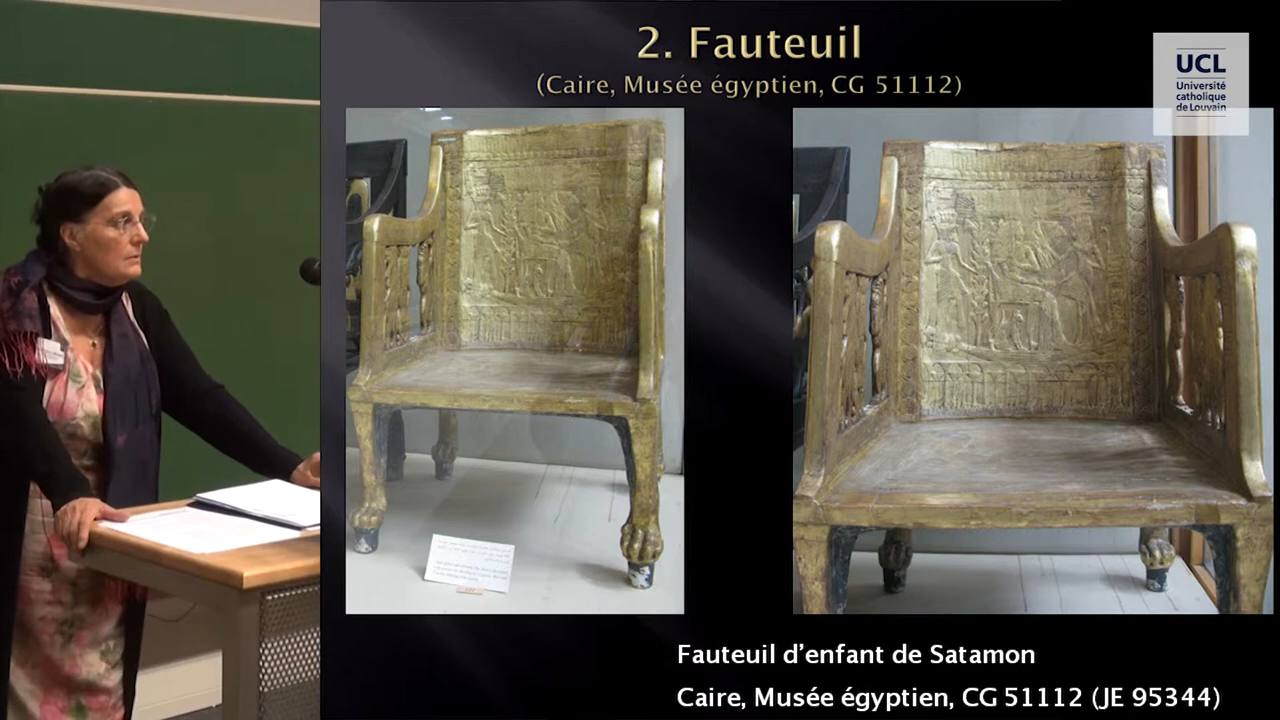 2. Fauteuil
(Caire, Musée égyptien, CG 51112)
UCL
Université
catholique
de Louvain
Fauteuil d’enfant de Satamon
Caire, Musée égyptien, CG 51112 (JE 95344)